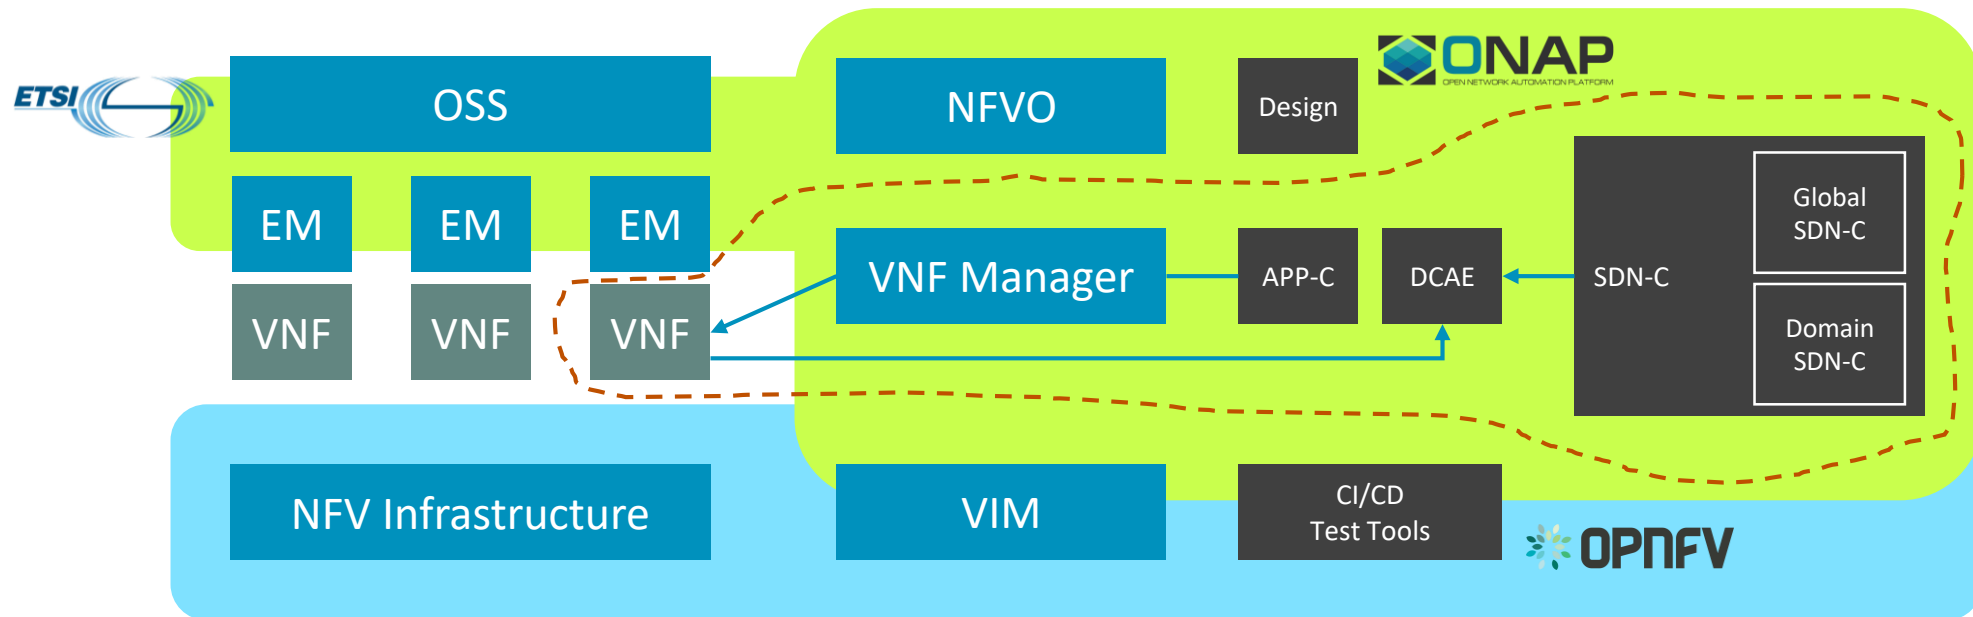 ETSI
OSS
NFVO
Design
ONAP
OPEN NETWORK AUTOMATION PLATFORM
EM
EM
EM
VNF Manager
APP-C
DCAE
SDN-C
Global
SDN-C
Domain
SDN-C
VNF
VNF
VNF
NFV Infrastructure
VIM
CI/CD
Test Tools
OPNFV